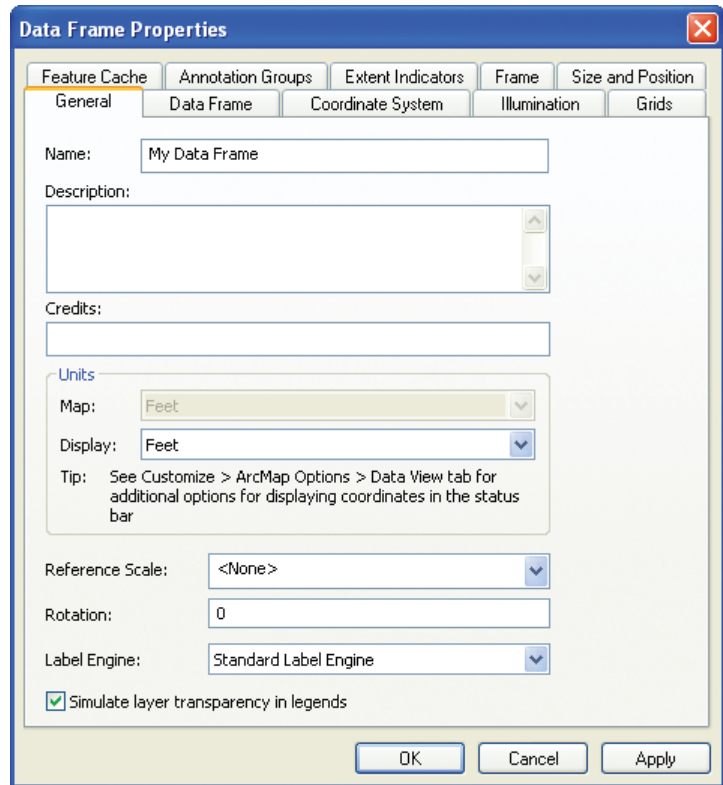 Data Frame Properties
Feature Cache Annotation Groups Extent Indicators Frame Size and Position
General Data Frame Coordinate System Illumination Grids
Name: My Data Frame
Description:
Credits:
Units
Map: Feet
Display: Feet
Tip: See Customize > ArcMap Options > Data View tab for
additional options for displaying coordinates in the status
bar
Reference Scale: <None>
Rotation: 0
Label Engine: Standard Label Engine
Simulate layer transparency in legends
OK Cancel Apply